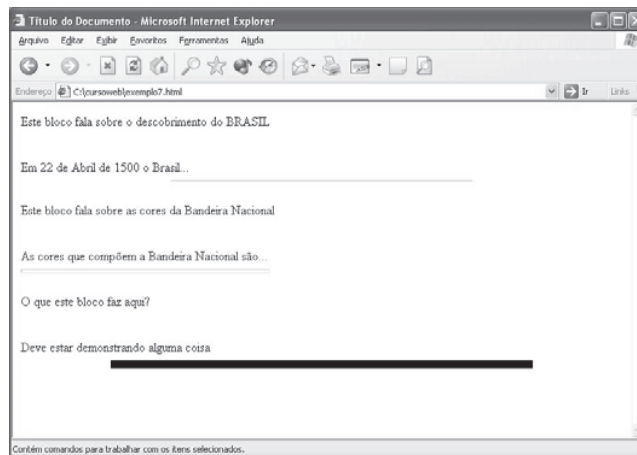 Título do Documento - Microsoft Internet Explorer
Arquivo Editar Exibir Favoritos Ferramentas Ajuda
Endereço C:\cursoweb\exemplo7.html Ir Links
Este bloco fala sobre o descobrimento do BRASIL
Em 22 de Abril de 1500 o Brasil...
Este bloco fala sobre as cores da Bandeira Nacional
As cores que compõem a Bandeira Nacional são...
O que este bloco faz aqui?
Deve estar demonstrando alguma coisa
Contém comandos para trabalhar com os itens selecionados.